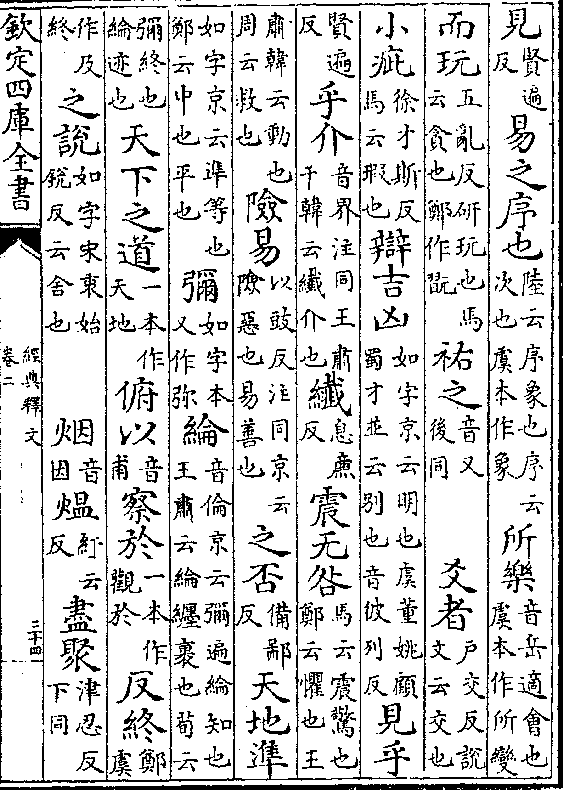 見賢遍反易之序也陸云序象也序云次也虞本作象所樂音岳適會也虞本作所變
而玩五亂反研玩也馬云貪也鄭作翫祐之音又後同爻者戶交反說文云交也
小疵徐才斯反馬云瑕也辯吉凶如字京云明也虞董姚顧蜀才並云別也音彼列反見乎
賢遍反乎介音界注同王肅干韓云纖介也纖息廉反震无咎馬云震驚也鄭云懼也王
肅韓云動也周云救也險易以豉反注同京云險惡也易善也之否備鄙反天地準
如字京云準等也鄭云中也平也彌如字本又作弥綸音倫京云彌遍綸知也王肅云綸纏裹也荀云
彌終也綸迹也天下之道一本作天地俯以音甫察於一本作觀於反終鄭虞
作及終之說如字宋衷始銳反云舍也烟音因熅紆云反盡聚津忍反下同
欽定四庫全書
經典釋文
卷二
三十四